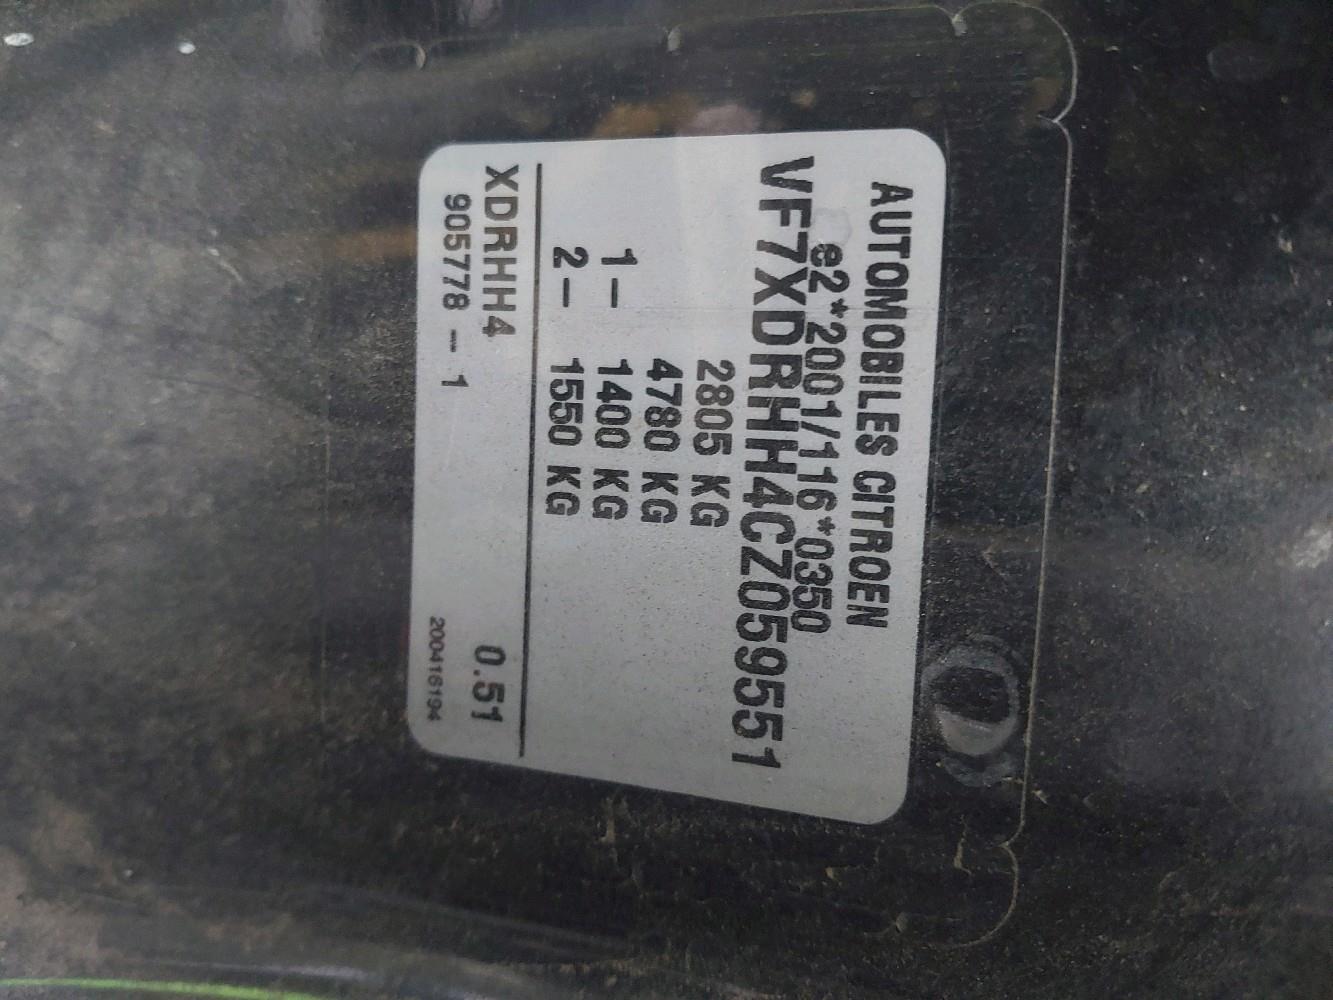 AUTOMOBILES CITROEN
e2*2001/116*0350
VF7XDRHH4CZ059551
2805 KG
4780 KG
1– 1400 KG
2– 1550 KG
XDRHH4 0.51
905778 – 1 200416194